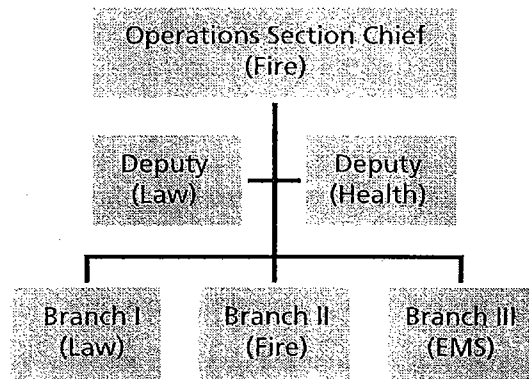 Operations Section Chief
(Fire)
Deputy
(Law)
Deputy
(Health)
Branch I
(Law)
Branch II
(Fire)
Branch III
(EMS)